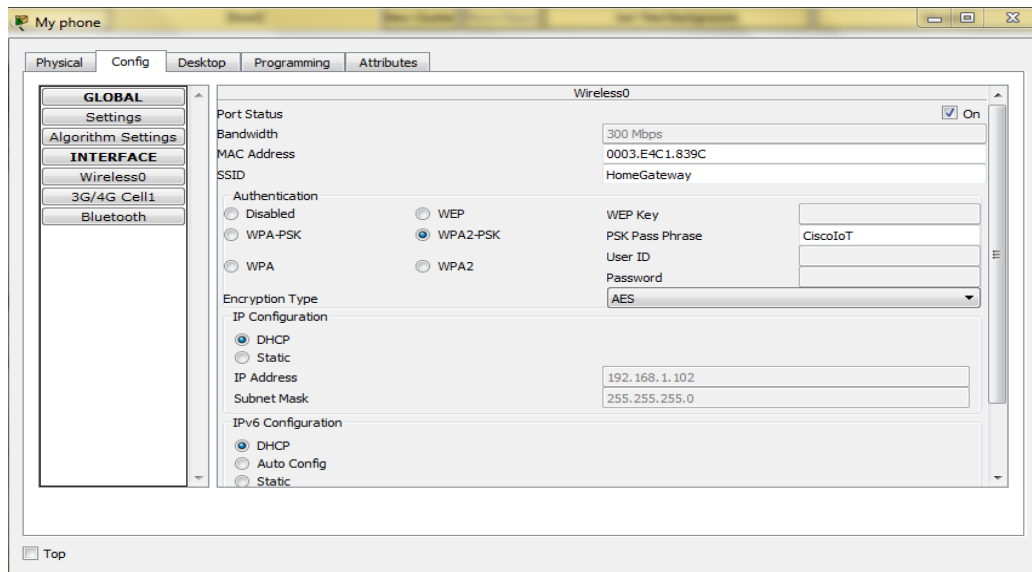 My phone
Physical Config Desktop Programming Attributes
GLOBAL
Settings
Algorithm Settings
INTERFACE
Wireless0
3G/4G Cell1
Bluetooth
Wireless0
Port Status On
Bandwidth 300 Mbps
MAC Address 0003.E4C1.839C
SSID HomeGateway
Authentication
Disabled WEP WEP Key
WPA-PSK WPA2-PSK PSK Pass Phrase CiscoIoT
User ID
WPA WPA2
Password
Encryption Type AES
IP Configuration
DHCP
Static
IP Address 192.168.1.102
Subnet Mask 255.255.255.0
IPv6 Configuration
DHCP
Auto Config
Static
Top